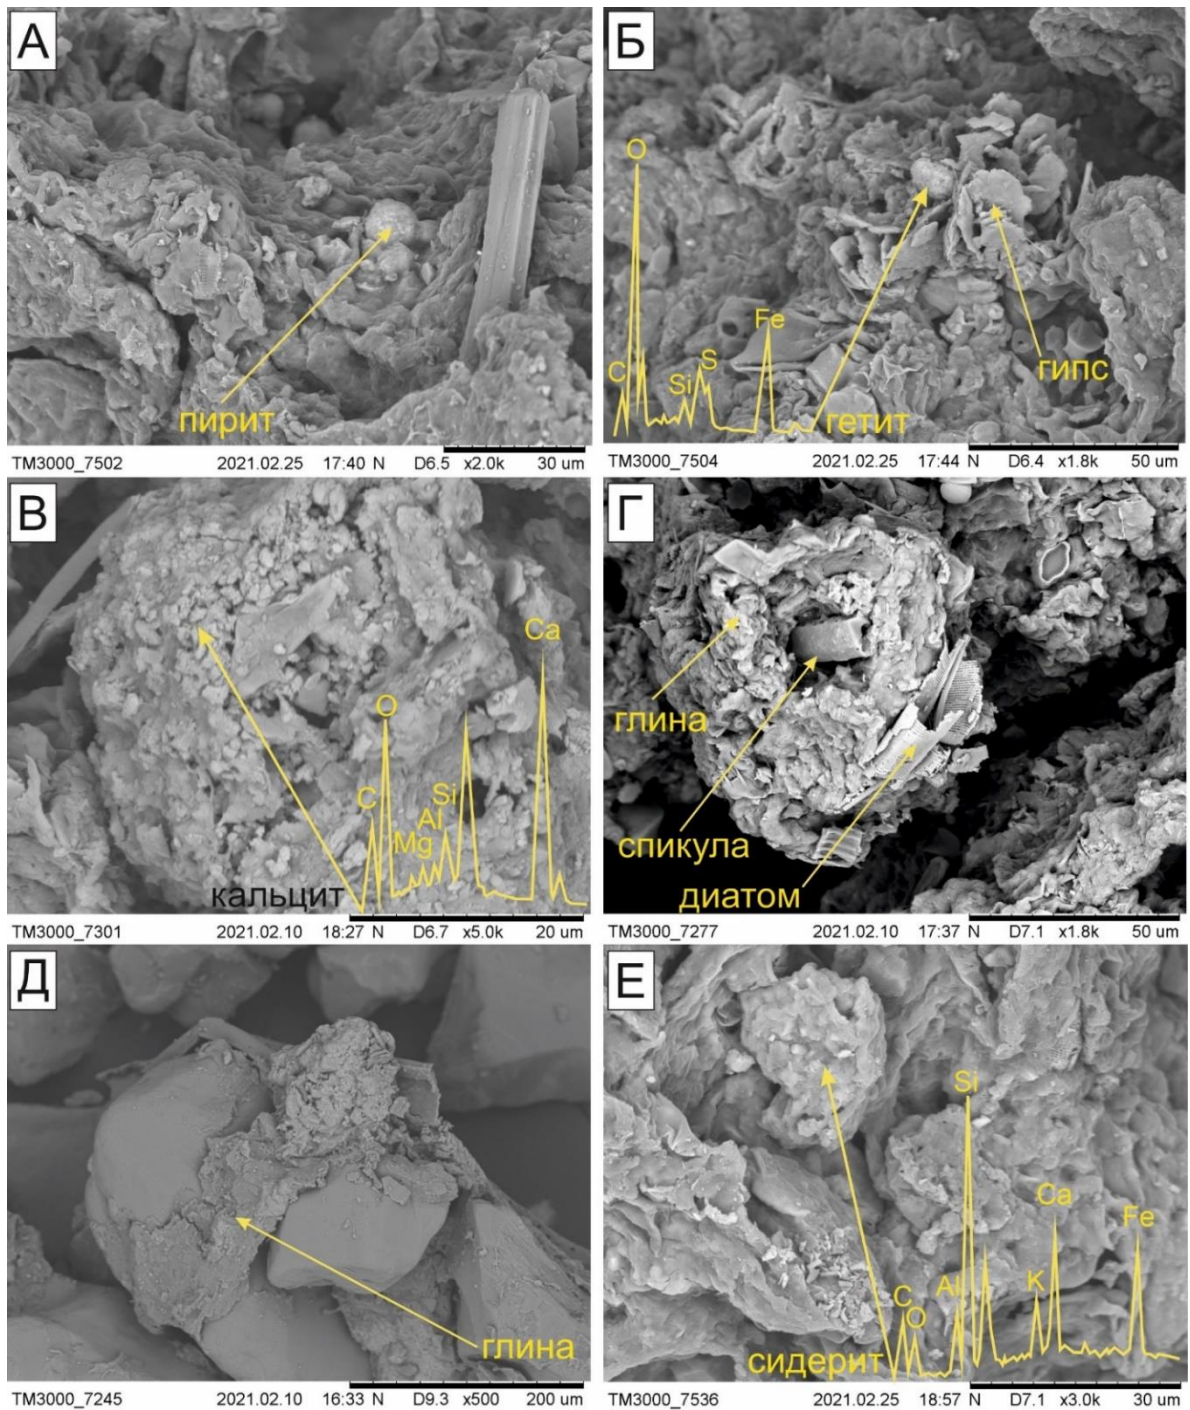 А
пирит
TM3000_7502 2021.02.25 17:40 N D6.5 x2.0k 30 um
Б
O
Fe
S
C
Si
гипс
гетит
TM3000_7504 2021.02.25 17:44 N D6.4 x1.8k 50 um
В
Ca
O
Si
C
Al
Mg
кальцит
TM3000_7301 2021.02.10 18:27 N D6.7 x5.0k 20 um
Г
глина
спикула
диатом
TM3000_7277 2021.02.10 17:37 N D7.1 x1.8k 50 um
Д
глина
TM3000_7245 2021.02.10 16:33 N D9.3 x500 200 um
Е
Si
Ca
Fe
K
Al
C
O
сидерит
TM3000_7536 2021.02.25 18:57 N D7.1 x3.0k 30 um